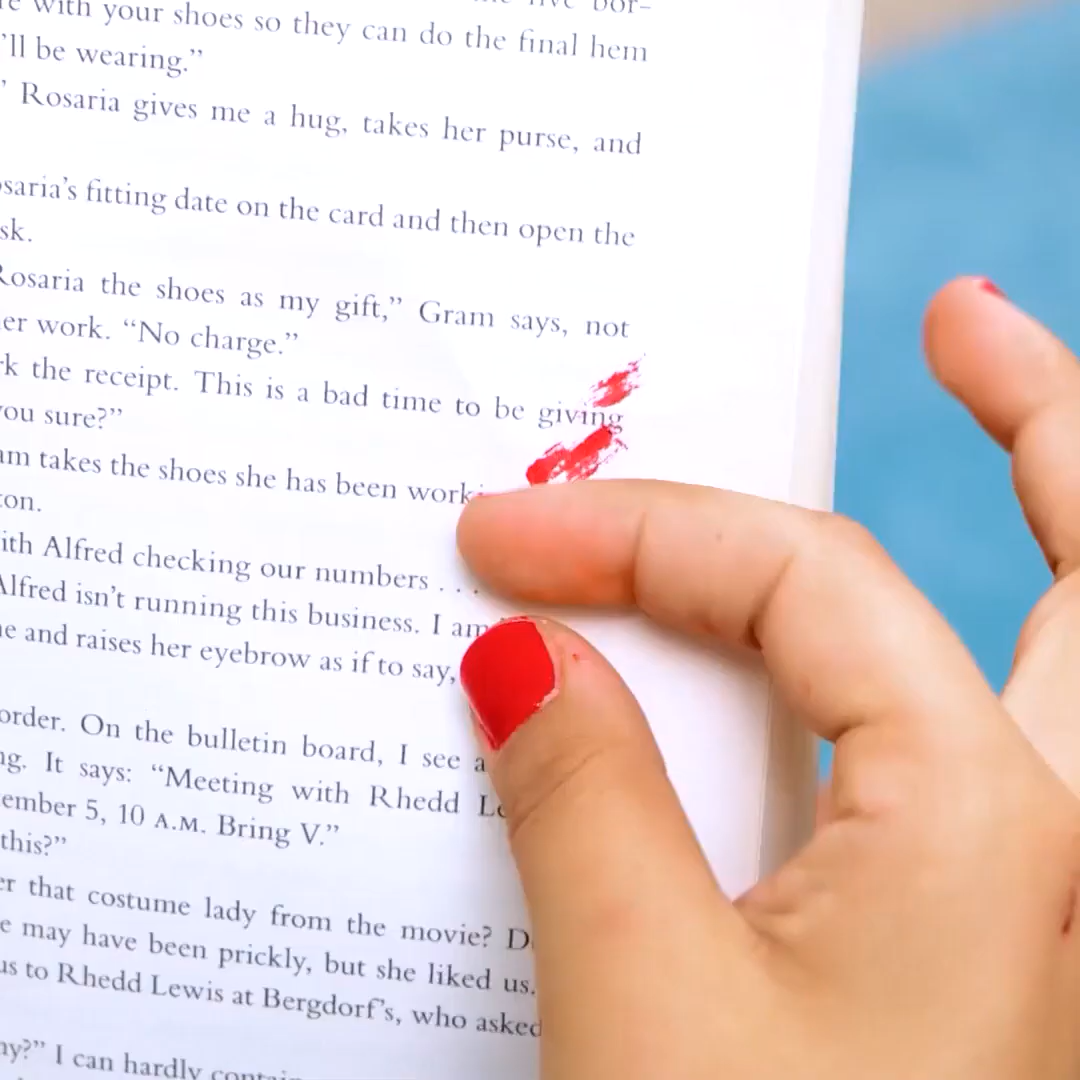 with your shoes so they can do the final hem
'll be wearing."
" Rosaria gives me a hug, takes her purse, and
saria's fitting date on the card and then open the
sk.
Rosaria the shoes as my gift," Gram says, not
er work. "No charge."
k the receipt. This is a bad time to be giving
you sure?"
am takes the shoes she has been work
ton.
ith Alfred checking our numbers . . .
Alfred isn't running this business. I am
e and raises her eyebrow as if to say,
order. On the bulletin board, I see a
ng. It says: "Meeting with Rhedd Le
ember 5, 10 A.M. Bring V."
this?"
er that costume lady from the movie? D
e may have been prickly, but she liked us.
us to Rhedd Lewis at Bergdorf's, who asked
hy?" I can hardly contai